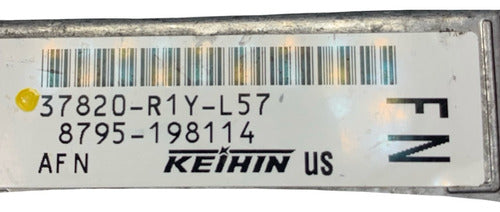 37820-R1Y-L57
8795-198114
AFN KEIHIN US
FN